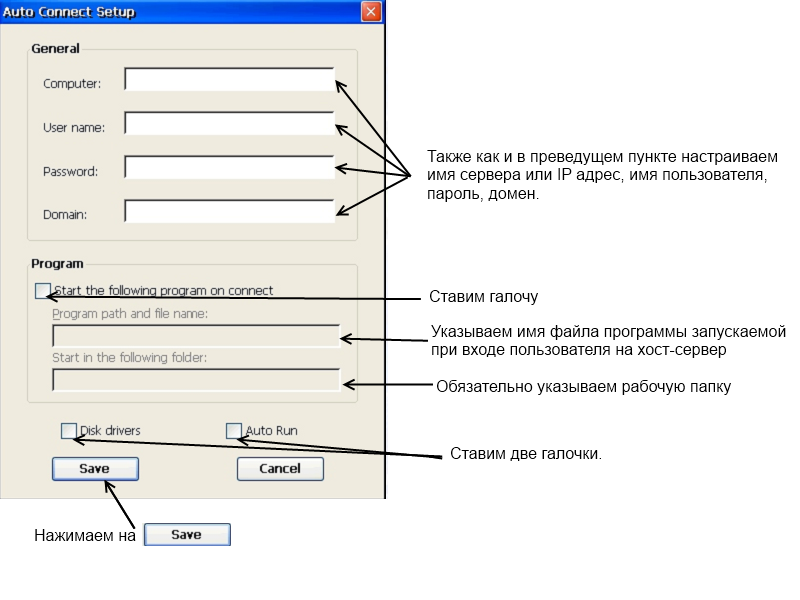 Auto Connect Setup
General
Computer:
User name:
Password:
Domain:
Также как и в преведущем пункте настраиваем
имя сервера или IP адрес, имя пользователя,
пароль, домен.
Program
Start the following program on connect
Ставим галочу
Program path and file name:
Указываем имя файла программы запускаемой
при входе пользователя на хост-сервер
Start in the following folder:
Обязательно указываем рабочую папку
Disk drivers
Auto Run
Ставим две галочки.
Save
Cancel
Нажимаем на Save